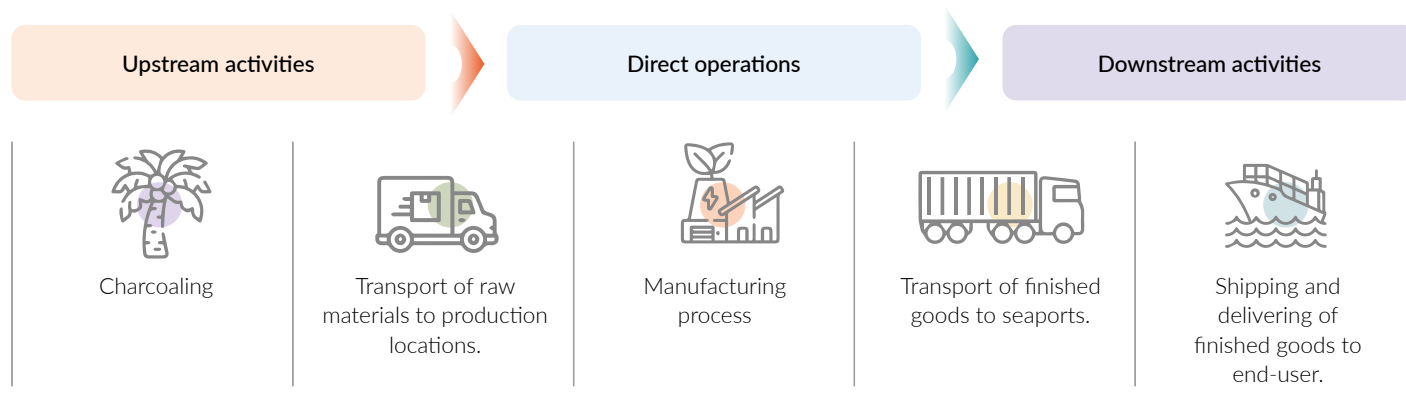 Upstream activities
Direct operations
Downstream activities
Charcoaling
Transport of raw
materials to production
locations.
Manufacturing
process
Transport of finished
goods to seaports.
Shipping and
delivering of
finished goods to
end-user.